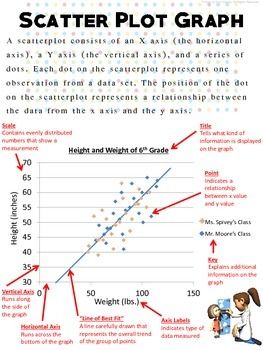 SCATTER PLOT GRAPH
A scatterplot consists of an X axis (the horizontal
axis), a Y axis (the vertical axis), and a series of
dots. Each dot on the scatterplot represents one
observation from a data set. The position of the dot
on the scatterplot represents a relationship between
the data from the x axis and the y axis.
Scale
Contains evenly distributed
numbers that show a
measurement
Title
Tells what kind of
information is displayed
on the graph
Height and Weight of 6th Grade
70
65
60
55
50
45
40
35
30
Height (inches)
0
50
100
150
200
Weight (lbs.)
Point
Indicates a
relationship
between x value
and y value
Ms. Spivey's Class
Mr. Moore's Class
Key
Explains additional
information on the
graph
Vertical Axis
Runs along
the side of
the graph
Horizontal Axis
Runs across the
bottom of the graph
"Line of Best Fit"
A line carefully drawn that
represents the overall trend of
the group of points
Axis Labels
Indicates type of
data measured